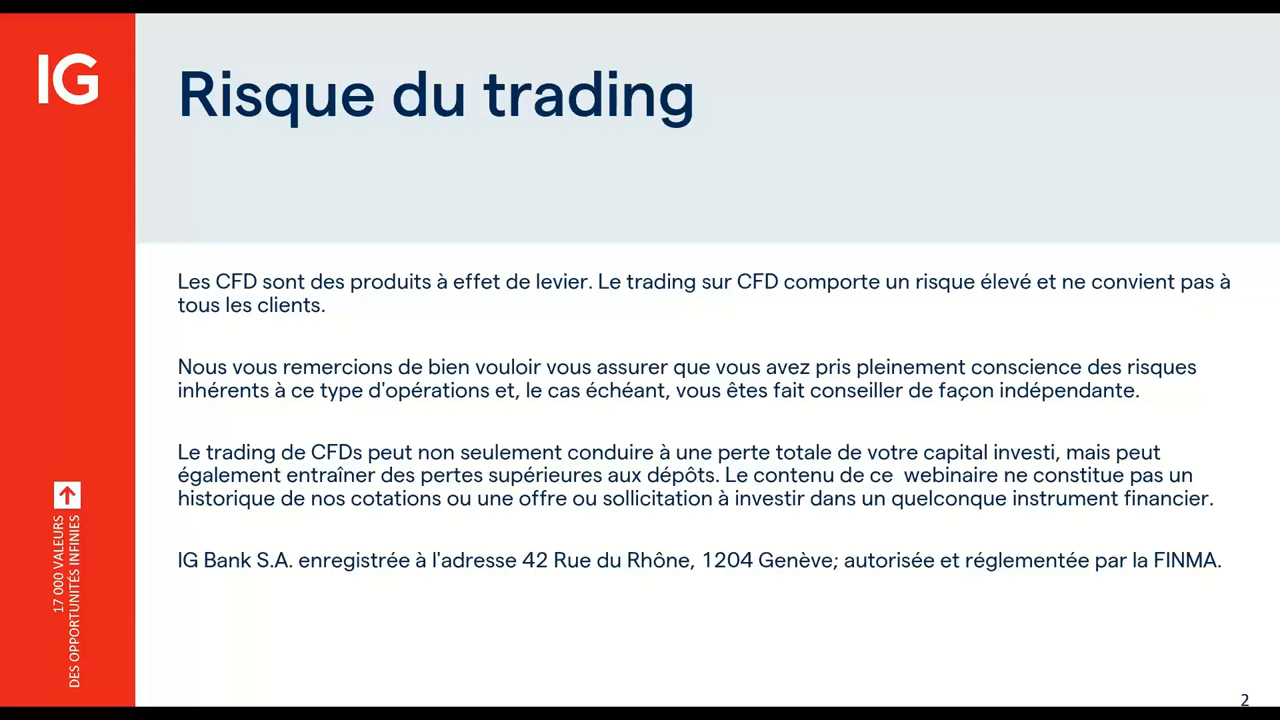 IG
Risque du trading
Les CFD sont des produits à effet de levier. Le trading sur CFD comporte un risque élevé et ne convient pas à
tous les clients.
Nous vous remercions de bien vouloir vous assurer que vous avez pris pleinement conscience des risques
inhérents à ce type d'opérations et, le cas échéant, vous êtes fait conseiller de façon indépendante.
Le trading de CFDs peut non seulement conduire à une perte totale de votre capital investi, mais peut
également entraîner des pertes supérieures aux dépôts. Le contenu de ce  webinaire ne constitue pas un
historique de nos cotations ou une offre ou sollicitation à investir dans un quelconque instrument financier.
IG Bank S.A. enregistrée à l'adresse 42 Rue du Rhône, 1204 Genève; autorisée et réglementée par la FINMA.
17 000 VALEURS
DES OPPORTUNITÉS INFINIES
2